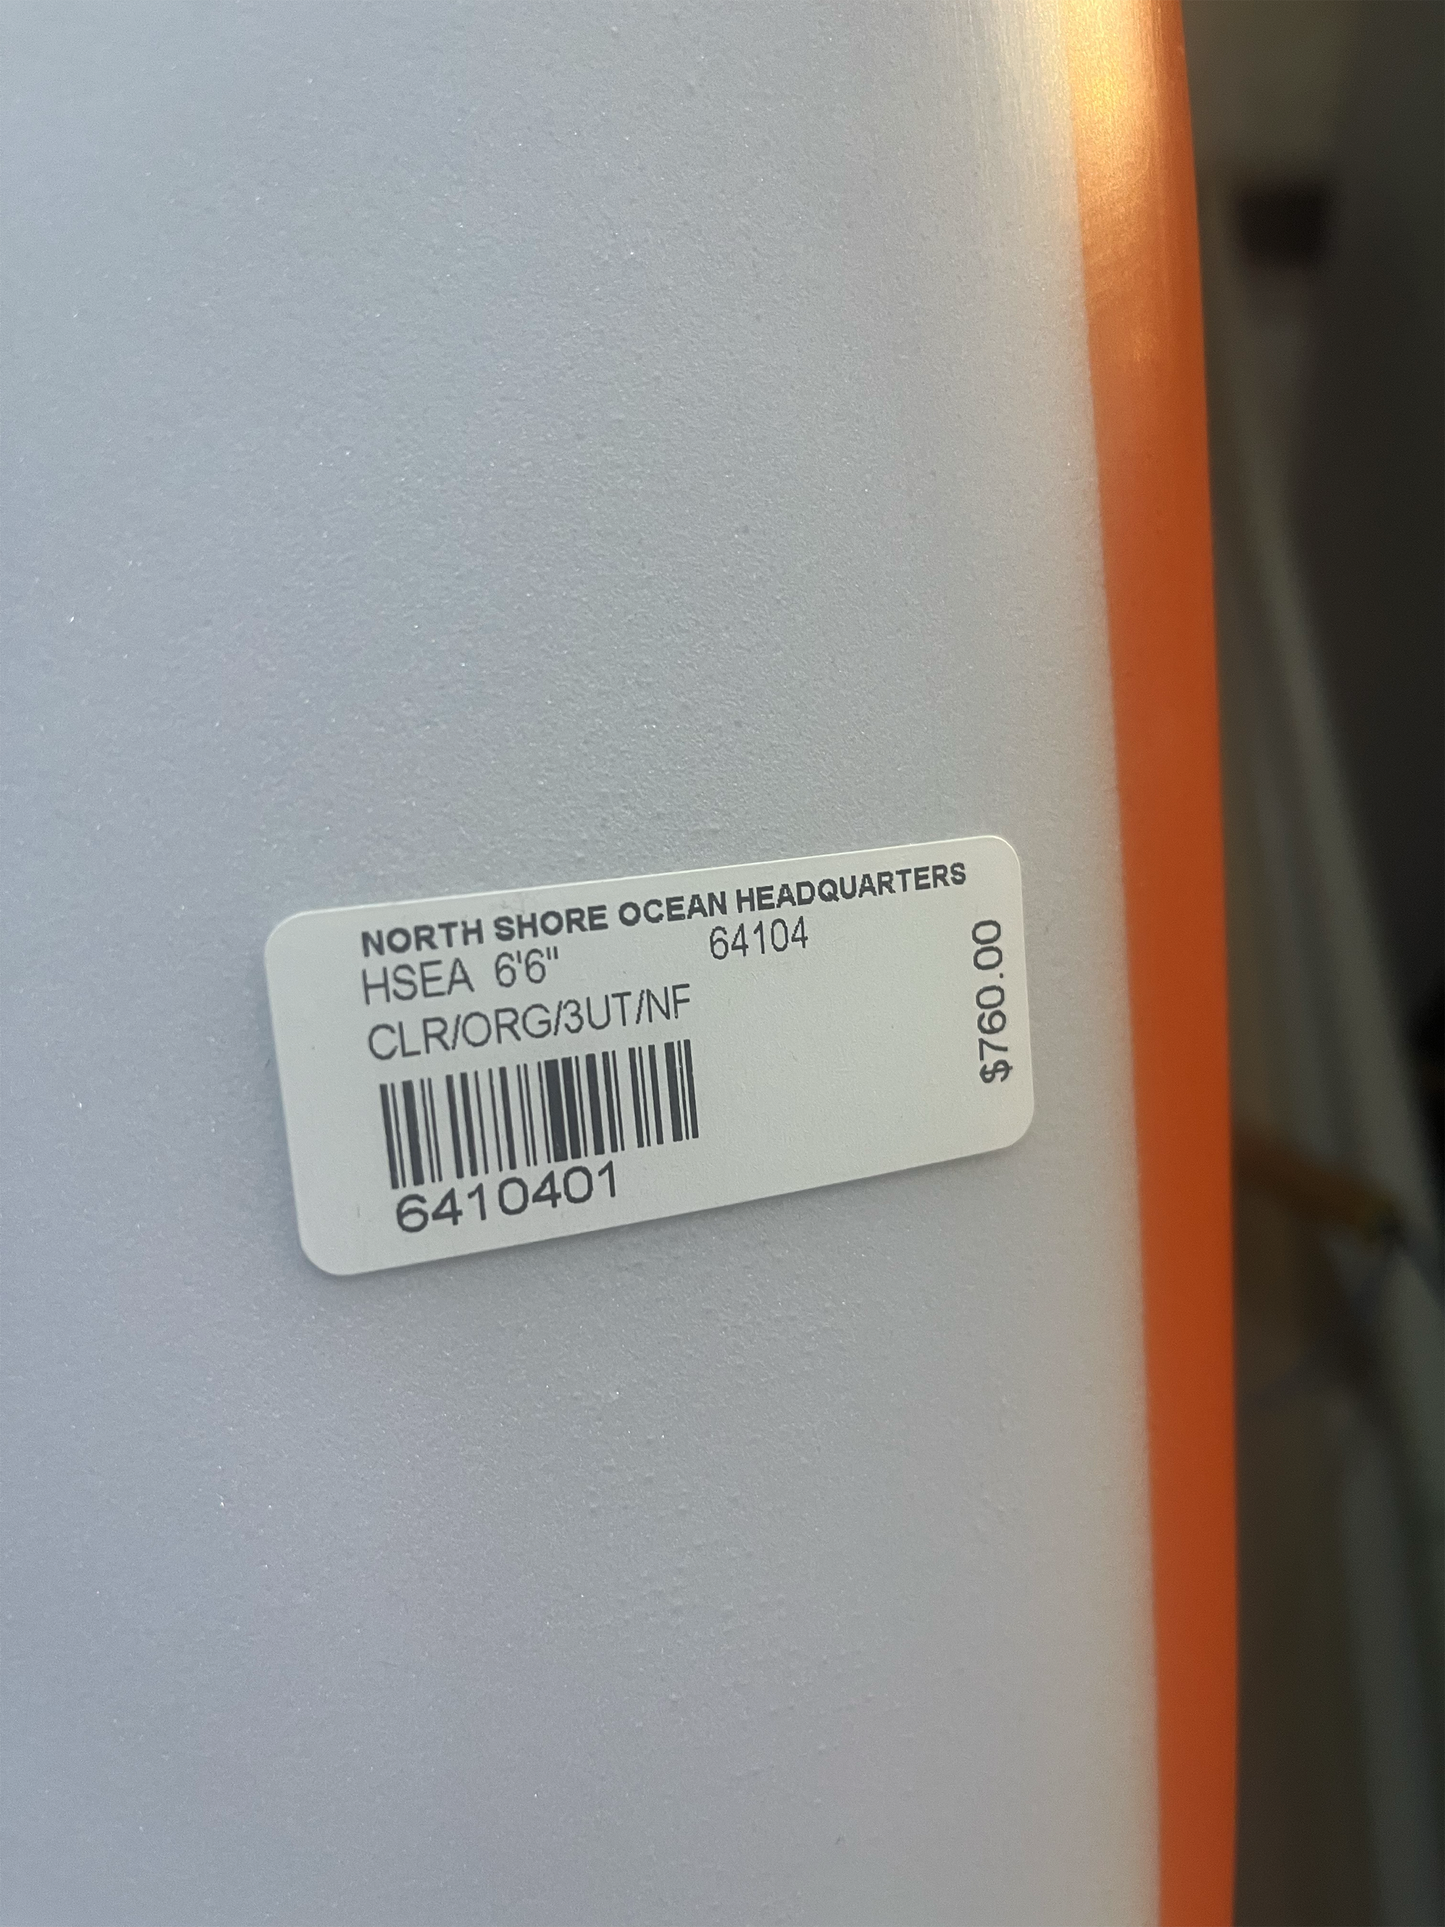 NORTH SHORE OCEAN HEADQUARTERS
HSEA 6'6" 64104
CLR/ORG/3UT/NF
6410401
$760.00